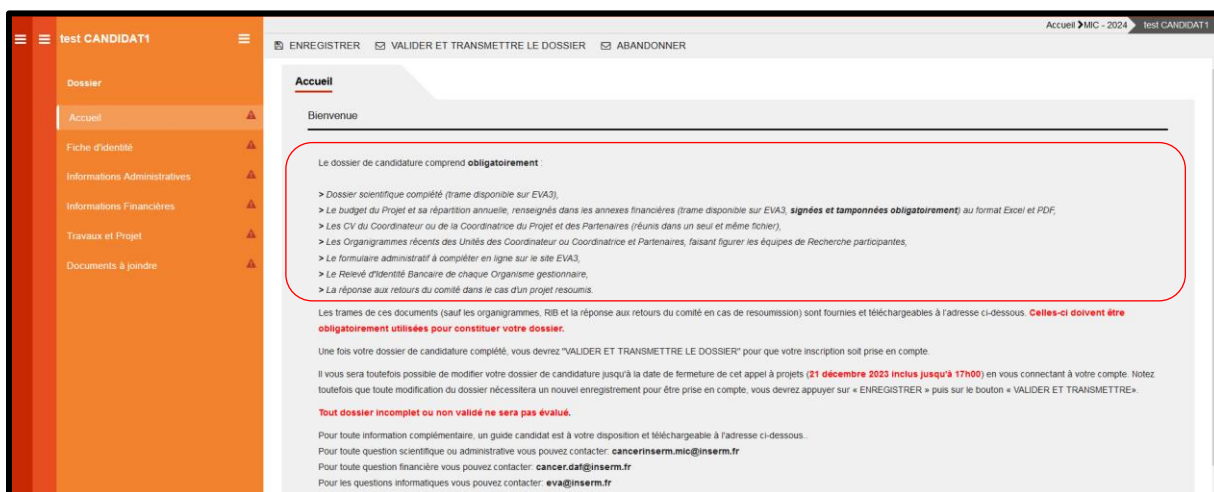 Accueil ❯ MIC - 2024 test CANDIDAT1
test CANDIDAT1
ENREGISTRER VALIDER ET TRANSMETTRE LE DOSSIER ABANDONNER
Dossier
Accueil
Fiche d'identité
Informations Administratives
Informations Financières
Travaux et Projet
Documents à joindre
Accueil
Bienvenue
Le dossier de candidature comprend obligatoirement :
> Dossier scientifique complété (trame disponible sur EVA3),
> Le budget du Projet et sa répartition annuelle, renseignés dans les annexes financières (trame disponible sur EVA3, signées et tamponnées obligatoirement) au format Excel et PDF,
> Les CV du Coordinateur ou de la Coordinatrice du Projet et des Partenaires (réunis dans un seul et même fichier),
> Les Organigrammes récents des Unités des Coordinateur ou Coordinatrice et Partenaires, faisant figurer les équipes de Recherche participantes,
> Le formulaire administratif à compléter en ligne sur le site EVA3,
> Le Relevé d'Identité Bancaire de chaque Organisme gestionnaire,
> La réponse aux retours du comité dans le cas d'un projet resoumis.
Les trames de ces documents (sauf les organigrammes, RIB et la réponse aux retours du comité en cas de resoumission) sont fournies et téléchargeables à l'adresse ci-dessous. Celles-ci doivent être
obligatoirement utilisées pour constituer votre dossier.
Une fois votre dossier de candidature complété, vous devrez "VALIDER ET TRANSMETTRE LE DOSSIER" pour que votre inscription soit prise en compte.
Il vous sera toutefois possible de modifier votre dossier de candidature jusqu'à la date de fermeture de cet appel à projets (21 décembre 2023 inclus jusqu'à 17h00) en vous connectant à votre compte. Notez
toutefois que toute modification du dossier nécessitera un nouvel enregistrement pour être prise en compte, vous devrez appuyer sur « ENREGISTRER » puis sur le bouton « VALIDER ET TRANSMETTRE».
Tout dossier incomplet ou non validé ne sera pas évalué.
Pour toute information complémentaire, un guide candidat est à votre disposition et téléchargeable à l'adresse ci-dessous..
Pour toute question scientifique ou administrative vous pouvez contacter: cancerinserm.mic@inserm.fr
Pour toute question financière vous pouvez contacter: cancer.daf@inserm.fr
Pour les questions informatiques vous pouvez contacter: eva@inserm.fr